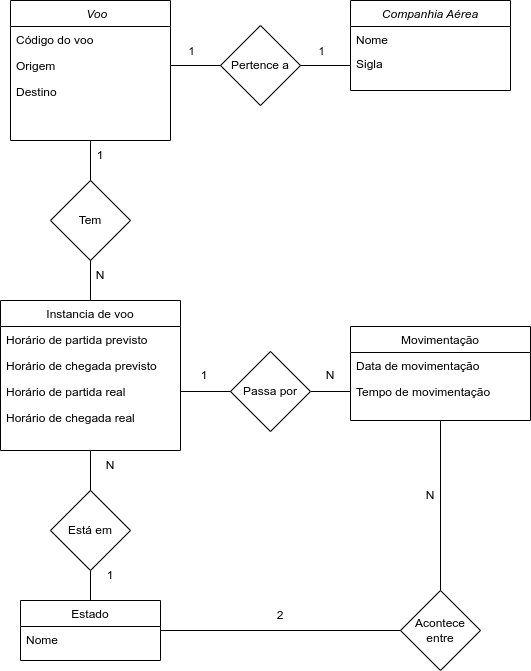 Voo
Código do voo
Origem
Destino
1
Pertence a
1
Companhia Aérea
Nome
Sigla
1
Tem
N
Instancia de voo
Horário de partida previsto
Horário de chegada previsto
Horário de partida real
Horário de chegada real
1
Passa por
N
Movimentação
Data de movimentação
Tempo de movimentação
N
Está em
1
Estado
Nome
2
N
Acontece
entre